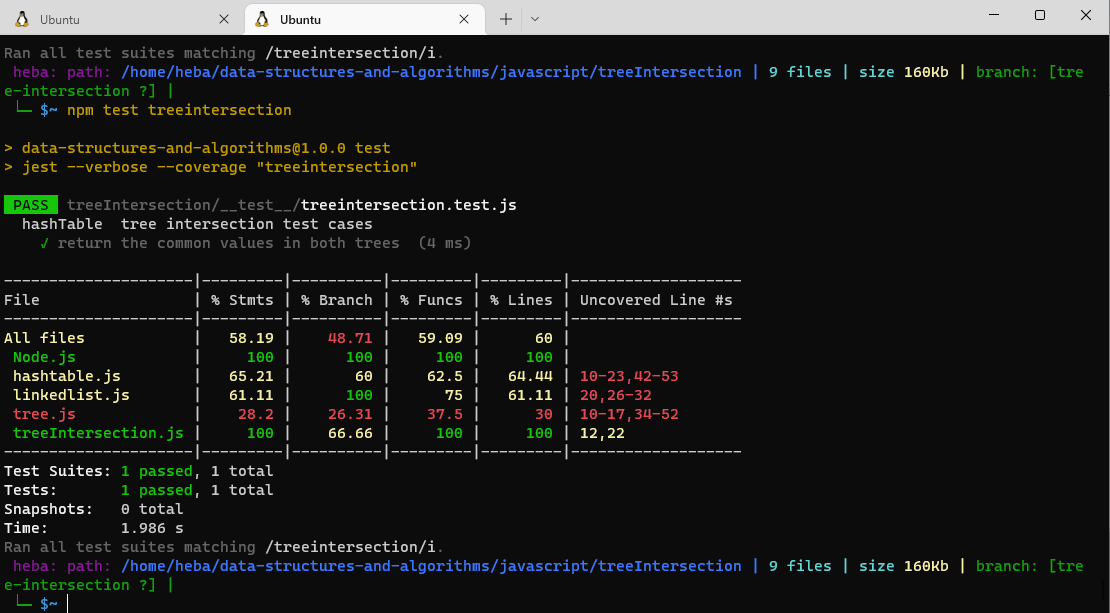 Ubuntu
Ubuntu
Ran all test suites matching /treeintersection/i.
heba: path: /home/heba/data-structures-and-algorithms/javascript/treeIntersection | 9 files | size 160Kb | branch: [tre
e-intersection ?] |
└─ $~ npm test treeintersection
> data-structures-and-algorithms@1.0.0 test
> jest --verbose --coverage "treeintersection"
PASS treeIntersection/__test__/treeintersection.test.js
hashTable  tree intersection test cases
✓ return the common values in both trees  (4 ms)
---------------------|---------|----------|---------|---------|-------------------
File                 | % Stmts | % Branch | % Funcs | % Lines | Uncovered Line #s
---------------------|---------|----------|---------|---------|-------------------
All files            |   58.19 |    48.71 |   59.09 |      60 |
 Node.js             |     100 |      100 |     100 |     100 |
 hashtable.js        |   65.21 |       60 |    62.5 |   64.44 | 10-23,42-53
 linkedlist.js       |   61.11 |      100 |      75 |   61.11 | 20,26-32
 tree.js             |    28.2 |    26.31 |    37.5 |      30 | 10-17,34-52
 treeIntersection.js |     100 |    66.66 |     100 |     100 | 12,22
---------------------|---------|----------|---------|---------|-------------------
Test Suites: 1 passed, 1 total
Tests:       1 passed, 1 total
Snapshots:   0 total
Time:        1.986 s
Ran all test suites matching /treeintersection/i.
heba: path: /home/heba/data-structures-and-algorithms/javascript/treeIntersection | 9 files | size 160Kb | branch: [tre
e-intersection ?] |
└─ $~